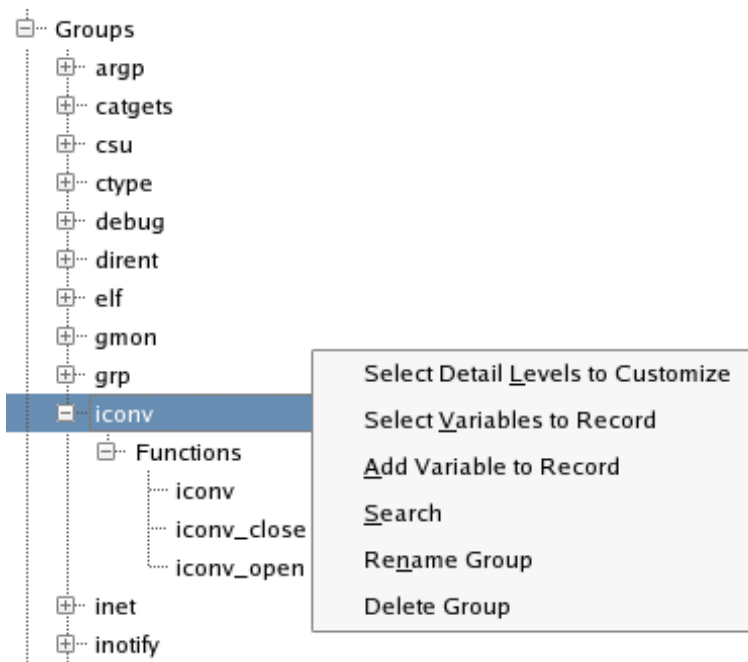 Groups
argp
catgets
csu
ctype
debug
dirent
elf
gmon
grp
iconv
Functions
iconv
iconv_close
iconv_open
inet
inotify
Select Detail Levels to Customize
Select Variables to Record
Add Variable to Record
Search
Rename Group
Delete Group